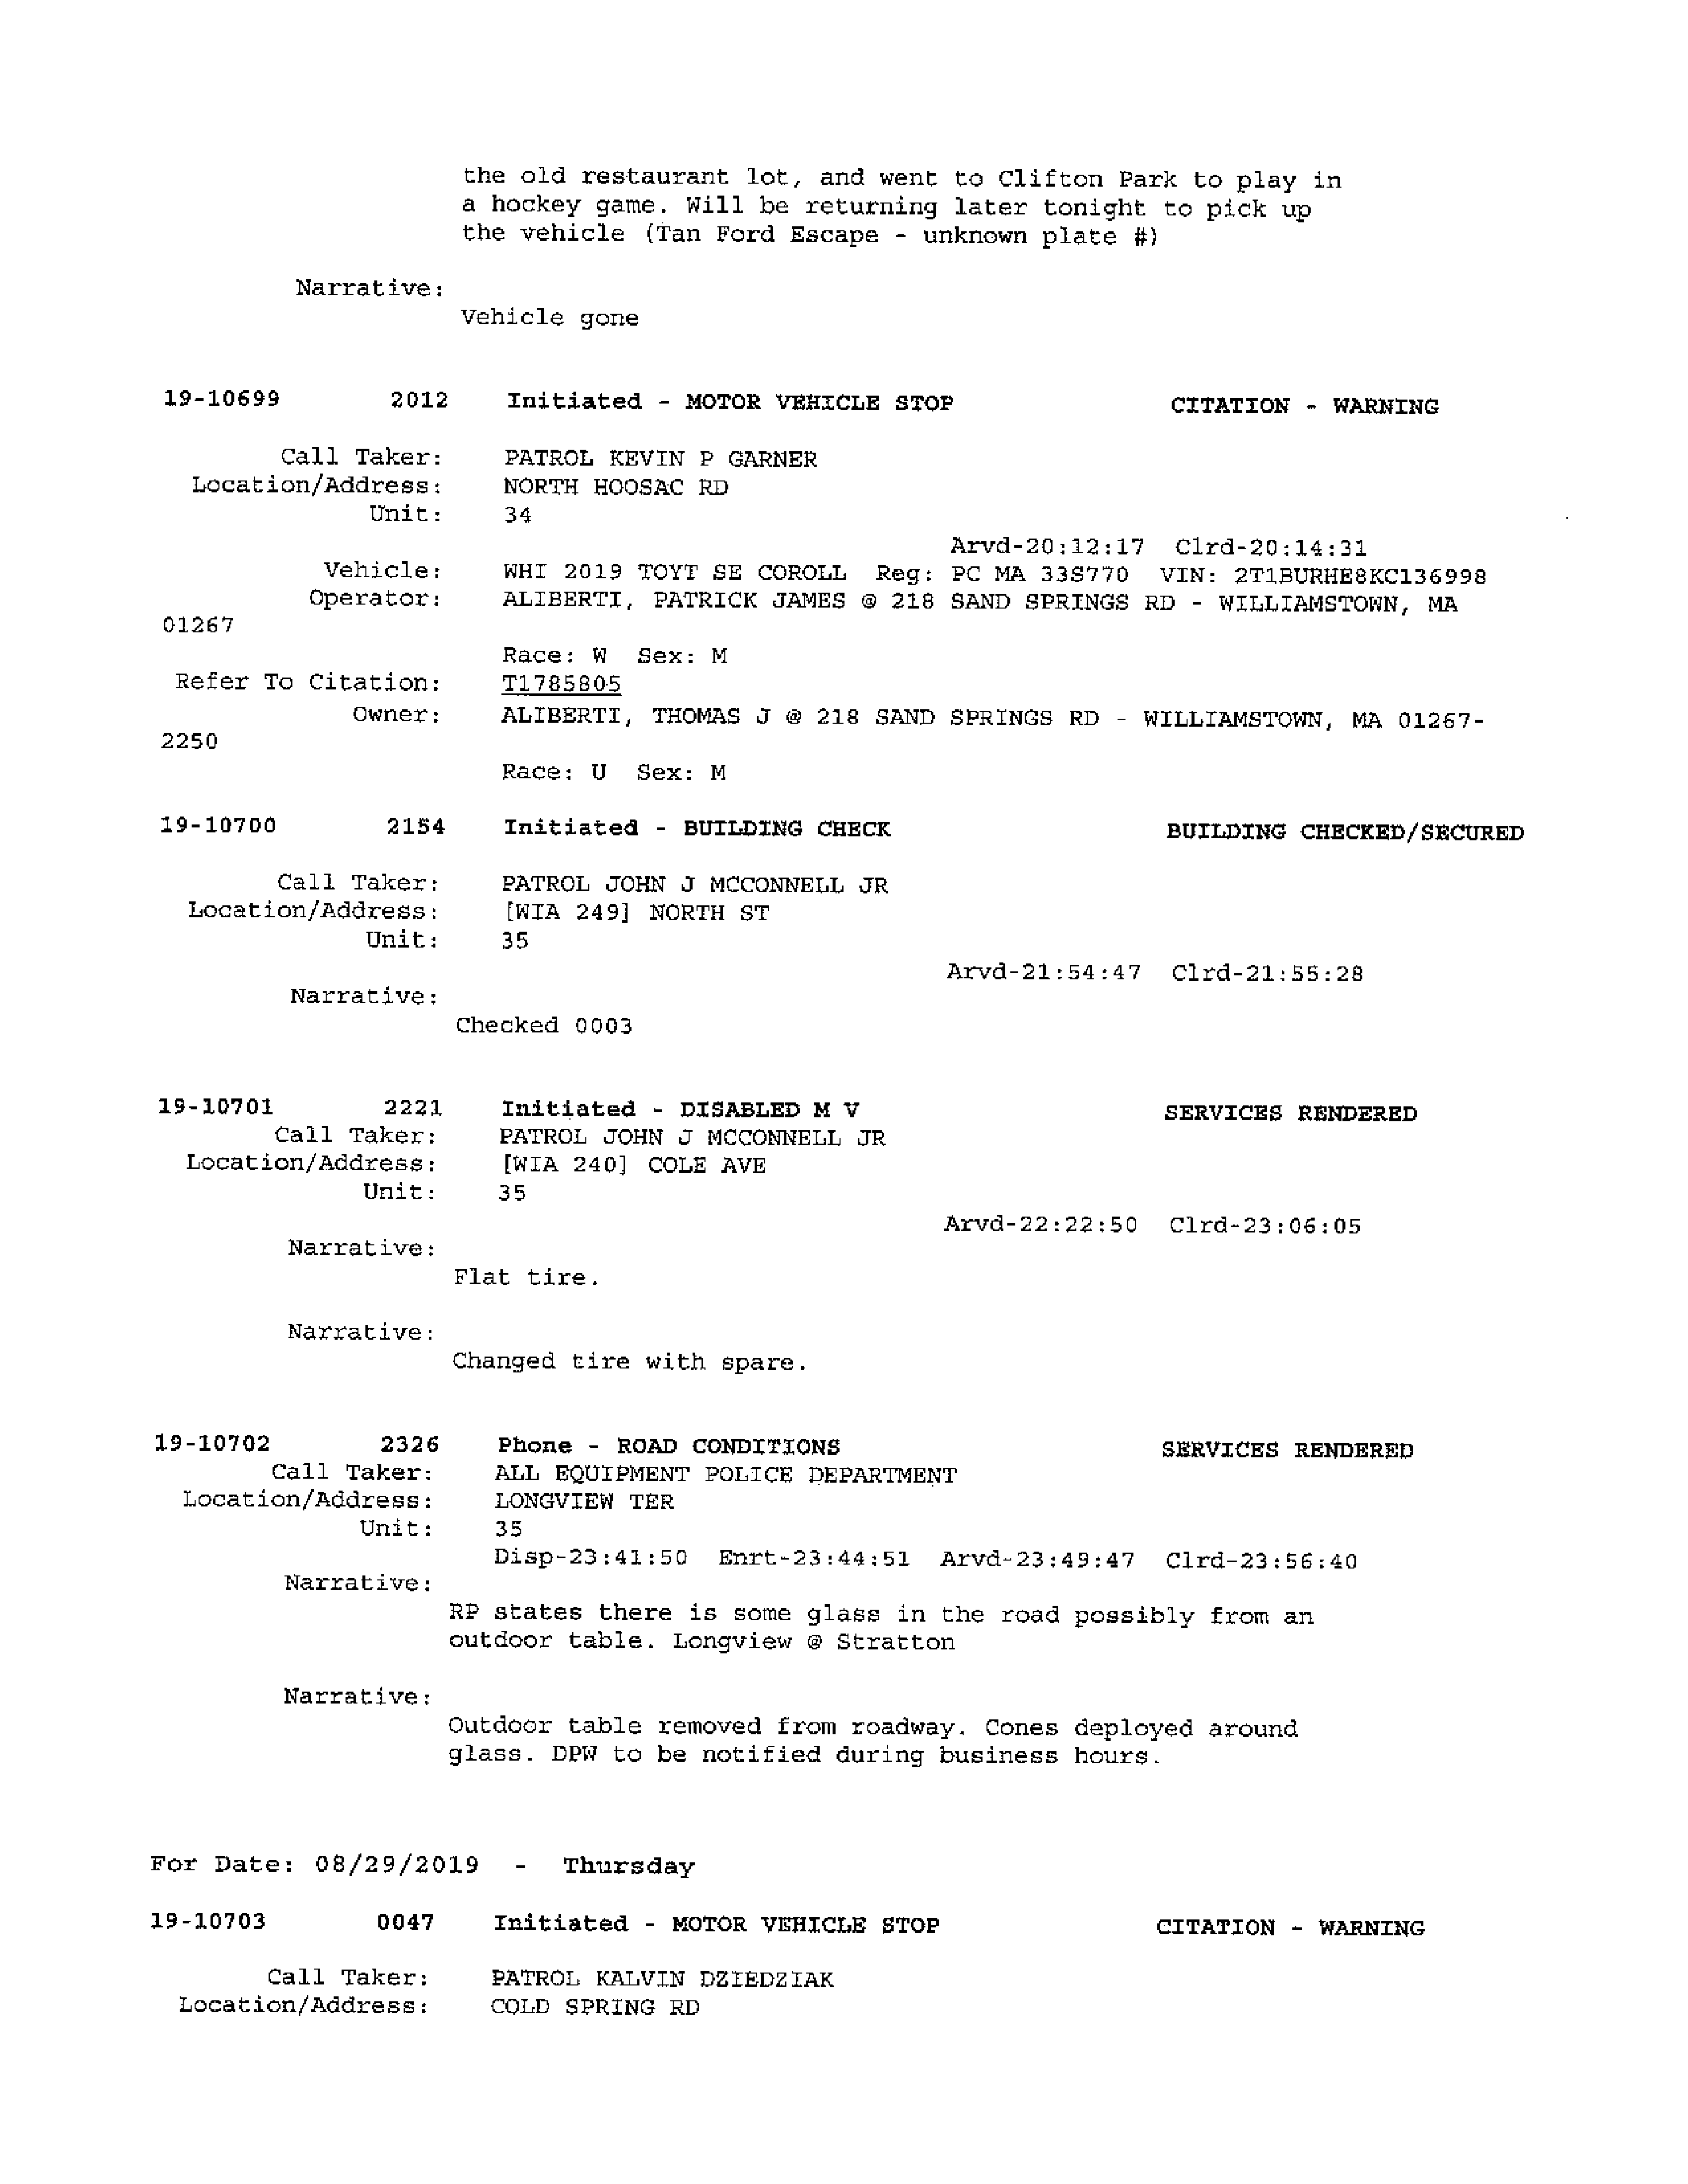 the old restaurant lot, and went to Clifton Park to play in
a hockey game. Will be returning later tonight to pick up
the vehicle (Tan Ford Escape - unknown plate #)
Narrative:
Vehicle gone
19-10699 2012 Initiated - MOTOR VEHICLE STOP CITATION - WARNING
Call Taker: PATROL KEVIN P GARNER
Location/Address: NORTH HOOSAC RD
Unit: 34
Arvd-20:12:17 Clrd-20:14:31
Vehicle: WHI 2019 TOYT SE COROLL Reg: PC MA 33S770 VIN: 2T1BURHE8KC136998
Operator: ALIBERTI, PATRICK JAMES @ 218 SAND SPRINGS RD - WILLIAMSTOWN, MA
01267
Race: W Sex: M
Refer To Citation: T1785805
Owner: ALIBERTI, THOMAS J @ 218 SAND SPRINGS RD - WILLIAMSTOWN, MA 01267-
2250
Race: U Sex: M
19-10700 2154 Initiated - BUILDING CHECK BUILDING CHECKED/SECURED
Call Taker: PATROL JOHN J MCCONNELL JR
Location/Address: [WIA 249] NORTH ST
Unit: 35
Arvd-21:54:47 Clrd-21:55:28
Narrative:
Checked 0003
19-10701 2221 Initiated - DISABLED M V SERVICES RENDERED
Call Taker: PATROL JOHN J MCCONNELL JR
Location/Address: [WIA 240] COLE AVE
Unit: 35
Arvd-22:22:50 Clrd-23:06:05
Narrative:
Flat tire.
Narrative:
Changed tire with spare.
19-10702 2326 Phone - ROAD CONDITIONS SERVICES RENDERED
Call Taker: ALL EQUIPMENT POLICE DEPARTMENT
Location/Address: LONGVIEW TER
Unit: 35
Disp-23:41:50 Enrt-23:44:51 Arvd-23:49:47 Clrd-23:56:40
Narrative:
RP states there is some glass in the road possibly from an
outdoor table. Longview @ Stratton
Narrative:
Outdoor table removed from roadway. Cones deployed around
glass. DPW to be notified during business hours.
For Date: 08/29/2019 - Thursday
19-10703 0047 Initiated - MOTOR VEHICLE STOP CITATION - WARNING
Call Taker: PATROL KALVIN DZIEDZIAK
Location/Address: COLD SPRING RD